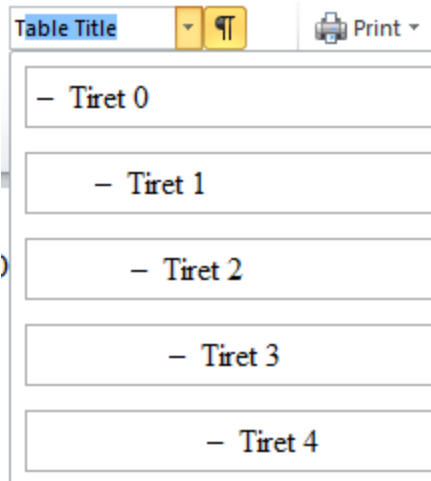 Table Title ¶ Print
– Tiret 0
– Tiret 1
– Tiret 2
– Tiret 3
– Tiret 4